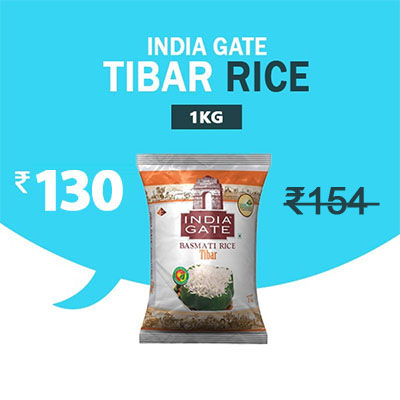 INDIA GATE
TIBAR RICE
1KG
₹130
₹154
INDIA
GATE
BASMATI RICE
Tibar